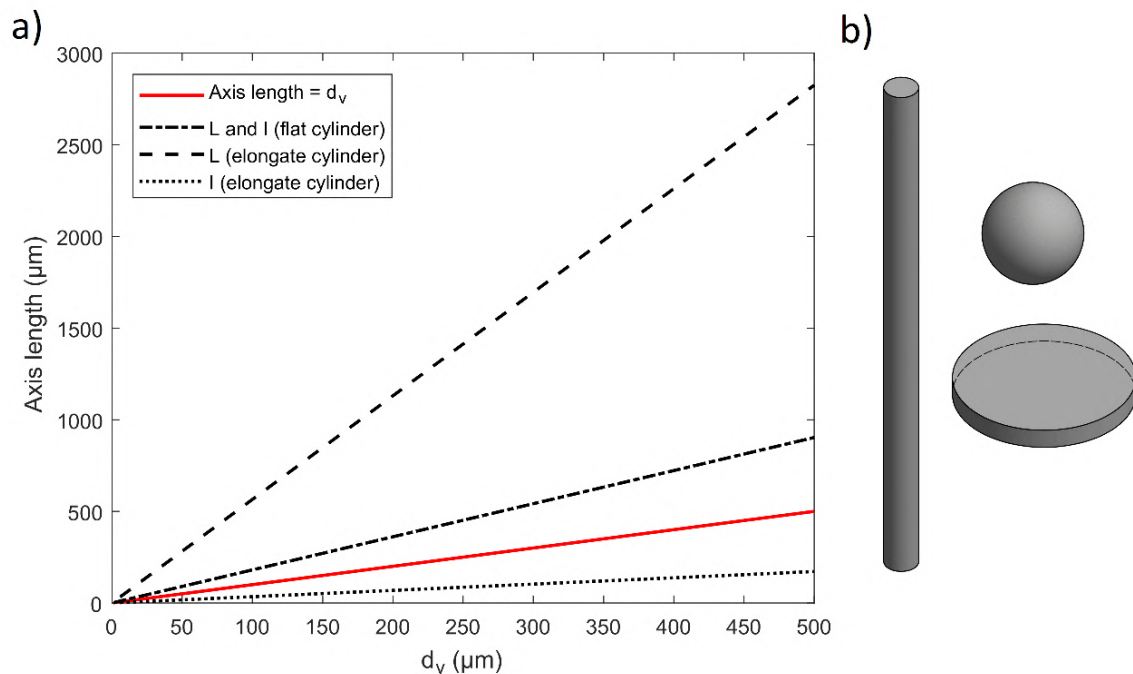 a)
b)
3000
2500
2000
1500
1000
500
0
Axis length (µm)
Axis length = dᵥ
L and I (flat cylinder)
L (elongate cylinder)
I (elongate cylinder)
0 50 100 150 200 250 300 350 400 450 500
dᵥ (µm)